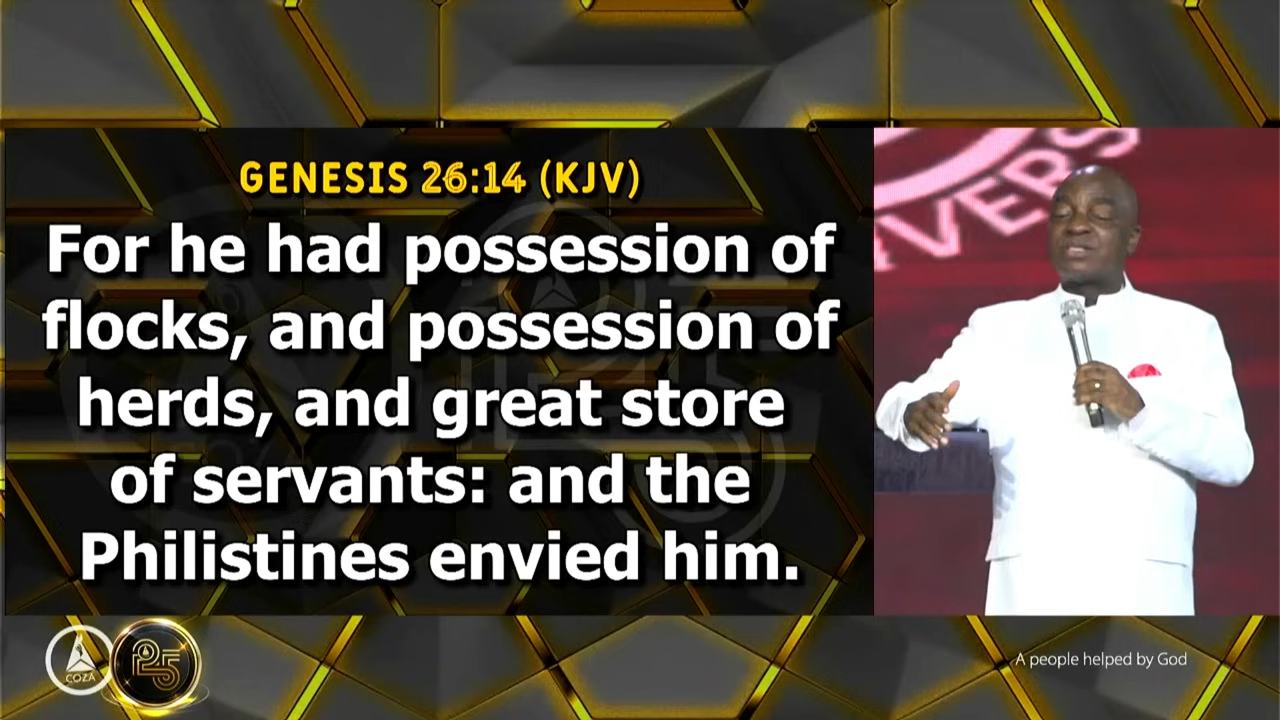 GENESIS 26:14 (KJV)
For he had possession of
flocks, and possession of
herds, and great store
of servants: and the
Philistines envied him.
IVERS
COZA
25
A people helped by God